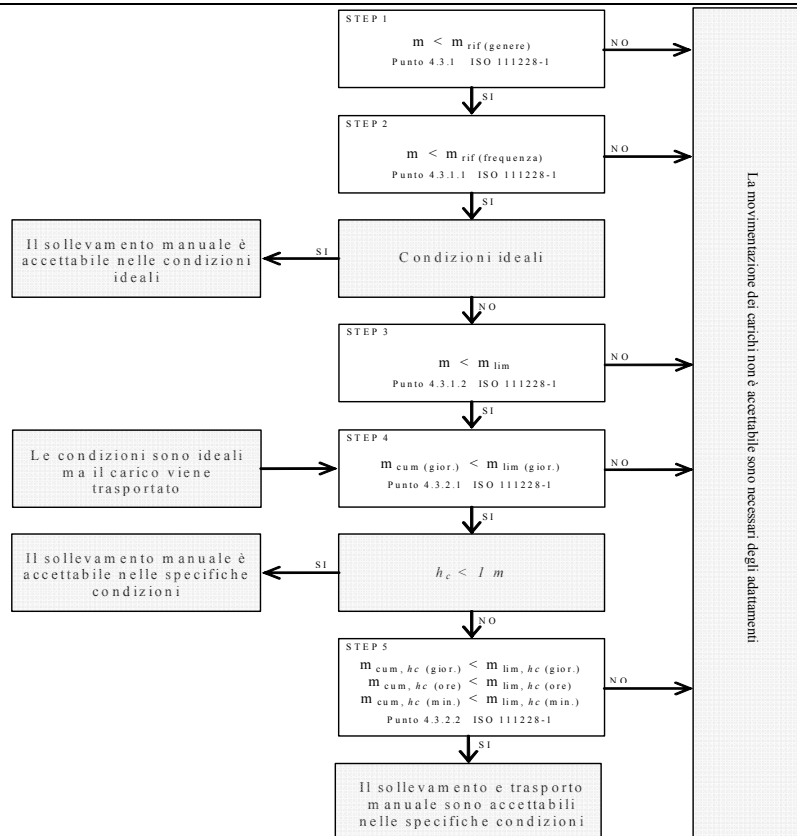 STEP 1
m < m rif (genere)
Punto 4.3.1 ISO 111228-1
NO
SI
STEP 2
m < m rif (frequenza)
Punto 4.3.1.1 ISO 111228-1
NO
SI
Il sollevamento manuale è
accettabile nelle condizioni
ideali
SI
Condizioni ideali
NO
STEP 3
m < m lim
Punto 4.3.1.2 ISO 111228-1
NO
SI
Le condizioni sono ideali
ma il carico viene
trasportato
STEP 4
m cum (gior.) < m lim (gior.)
Punto 4.3.2.1 ISO 111228-1
NO
SI
Il sollevamento manuale è
accettabile nelle specifiche
condizioni
SI
hc < 1 m
NO
STEP 5
m cum, hc (gior.) < m lim, hc (gior.)
m cum, hc (ore) < m lim, hc (ore)
m cum, hc (min.) < m lim, hc (min.)
Punto 4.3.2.2 ISO 111228-1
NO
SI
Il sollevamento e trasporto
manuale sono accettabili
nelle specifiche condizioni
La movimentazione dei carichi non è accettabile sono necessari degli adattamenti